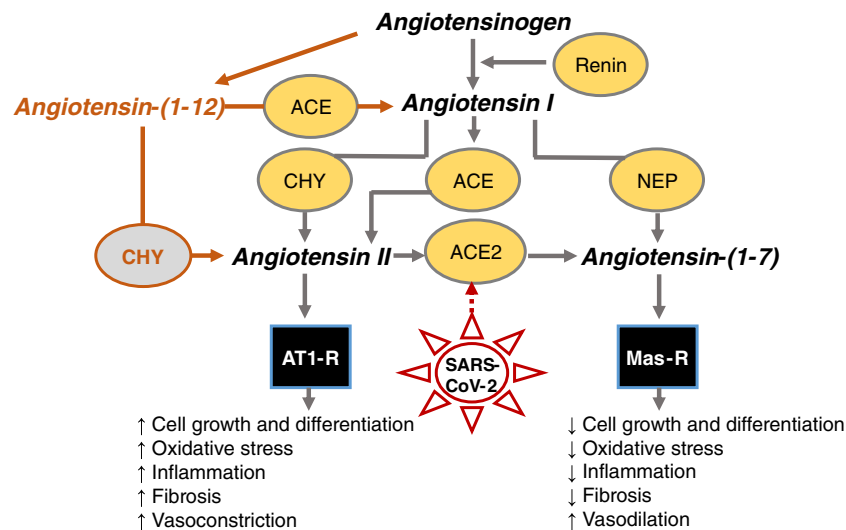 Angiotensinogen
Renin
Angiotensin-(1-12)
ACE
Angiotensin I
CHY
ACE
NEP
CHY
Angiotensin II
ACE2
Angiotensin-(1-7)
AT1-R
SARS-
CoV-2
Mas-R
↑ Cell growth and differentiation
↑ Oxidative stress
↑ Inflammation
↑ Fibrosis
↑ Vasoconstriction
↓ Cell growth and differentiation
↓ Oxidative stress
↓ Inflammation
↓ Fibrosis
↑ Vasodilation